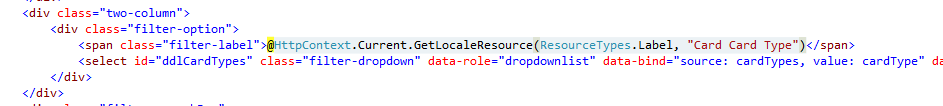 <div class="two-column">
<div class="filter-option">
<span class="filter-label">@HttpContext.Current.GetLocaleResource(ResourceTypes.Label, "Card Card Type")</span>
<select id="ddlCardTypes" class="filter-dropdown" data-role="dropdownlist" data-bind="source: cardTypes, value: cardType" da
</div>
</div>